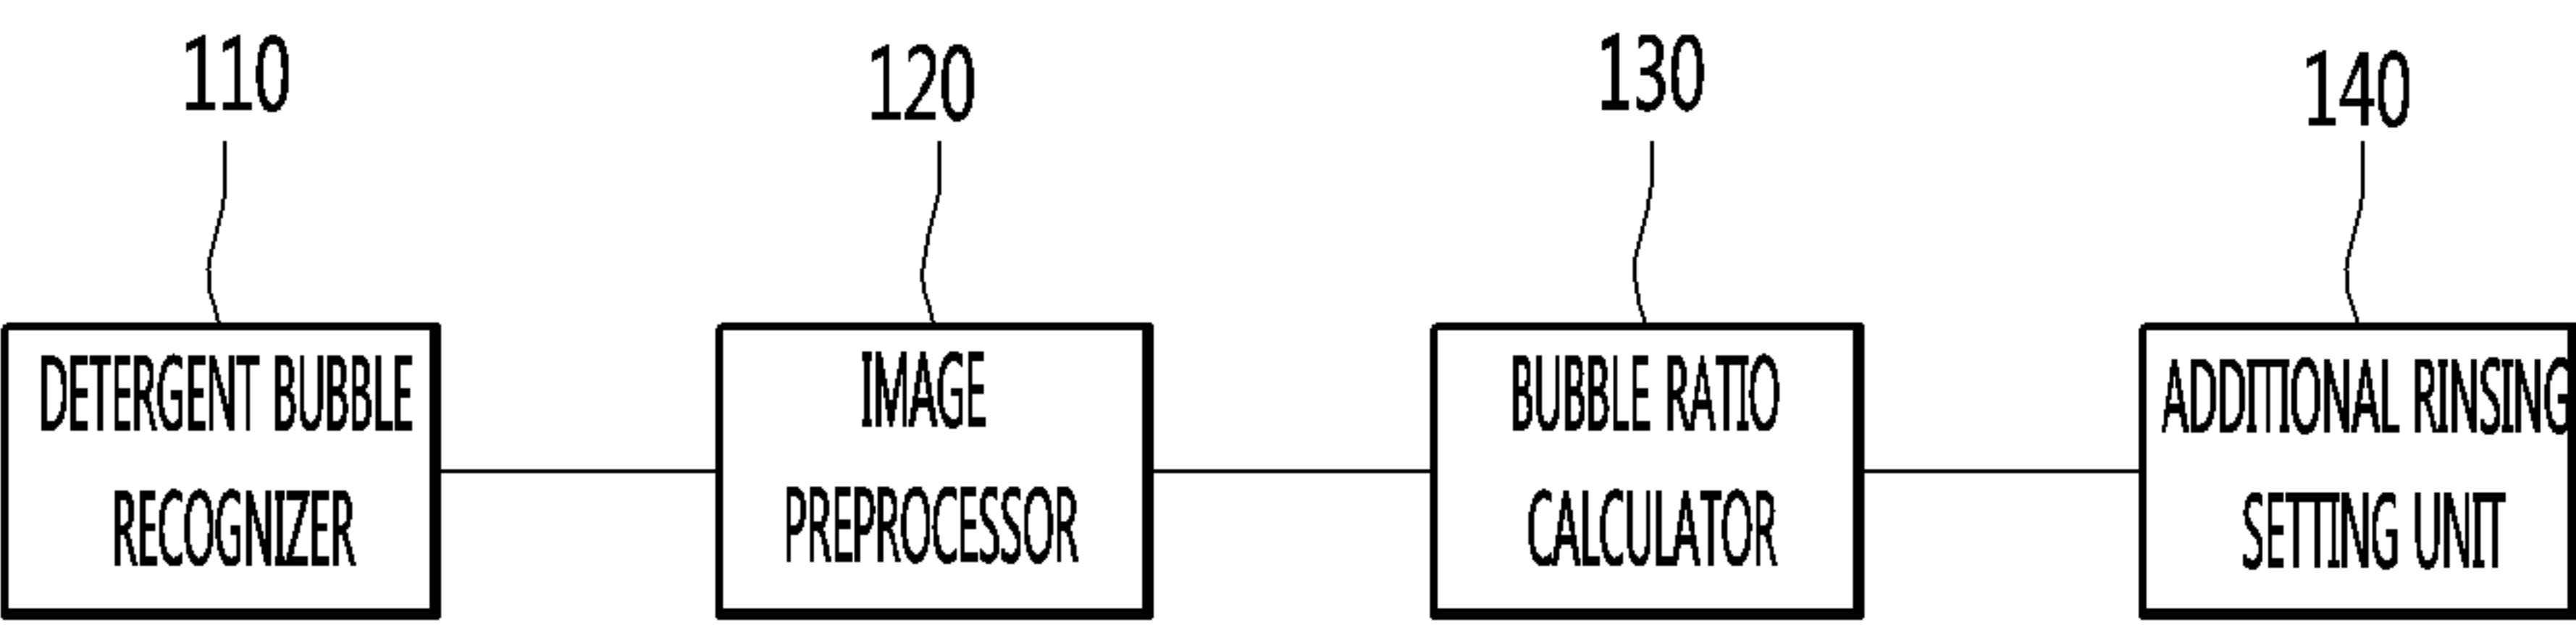 110
120
130
140
DETERGENT BUBBLE
RECOGNIZER
IMAGE
PREPROCESSOR
BUBBLE RATIO
CALCULATOR
ADDITIONAL RINSING
SETTING UNIT